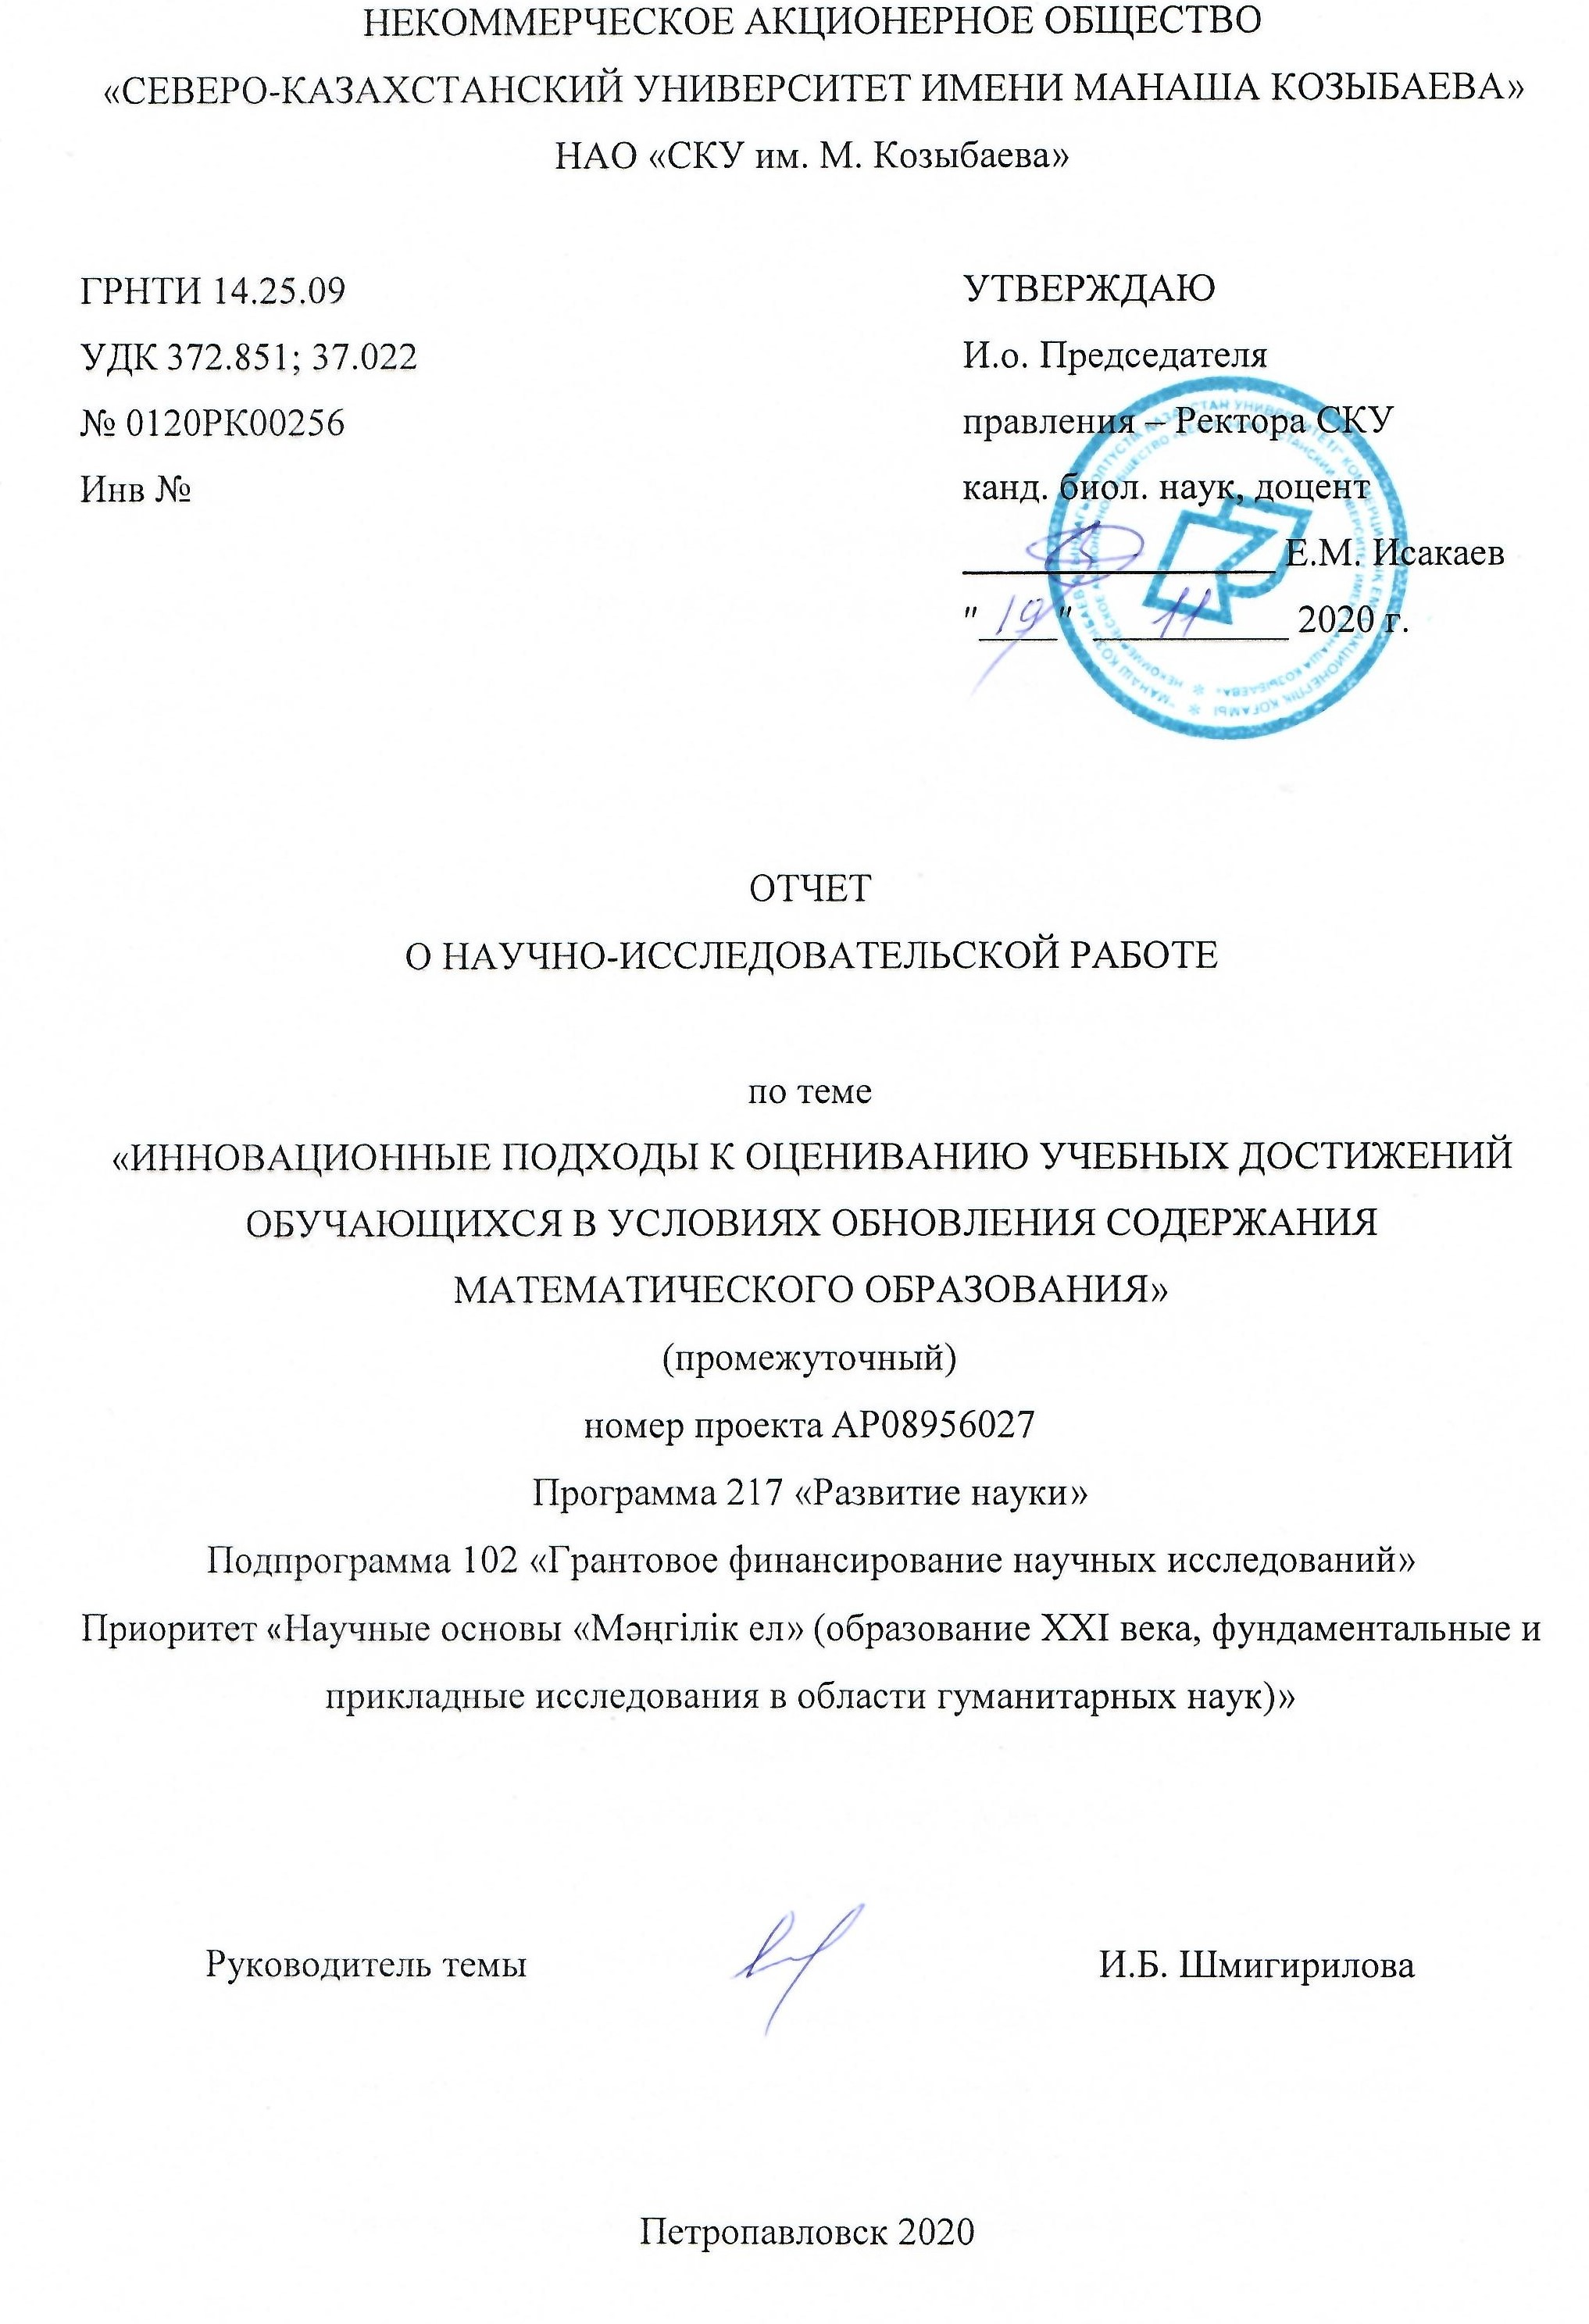 НЕКОММЕРЧЕСКОЕ АКЦИОНЕРНОЕ ОБЩЕСТВО
«СЕВЕРО-КАЗАХСТАНСКИЙ УНИВЕРСИТЕТ ИМЕНИ МАНАША КОЗЫБАЕВА»
НАО «СКУ им. М. Козыбаева»
ГРНТИ 14.25.09
УДК 372.851; 37.022
№ 0120РК00256
Инв №
УТВЕРЖДАЮ
И.о. Председателя
правления – Ректора СКУ
канд. биол. наук, доцент
Е.М. Исакаев
"19" 11 2020 г.
ОТЧЕТ
О НАУЧНО-ИССЛЕДОВАТЕЛЬСКОЙ РАБОТЕ
по теме
«ИННОВАЦИОННЫЕ ПОДХОДЫ К ОЦЕНИВАНИЮ УЧЕБНЫХ ДОСТИЖЕНИЙ
ОБУЧАЮЩИХСЯ В УСЛОВИЯХ ОБНОВЛЕНИЯ СОДЕРЖАНИЯ
МАТЕМАТИЧЕСКОГО ОБРАЗОВАНИЯ»
(промежуточный)
номер проекта АР08956027
Программа 217 «Развитие науки»
Подпрограмма 102 «Грантовое финансирование научных исследований»
Приоритет «Научные основы «Мәңгілік ел» (образование XXI века, фундаментальные и
прикладные исследования в области гуманитарных наук)»
Руководитель темы И.Б. Шмигирилова
Петропавловск 2020